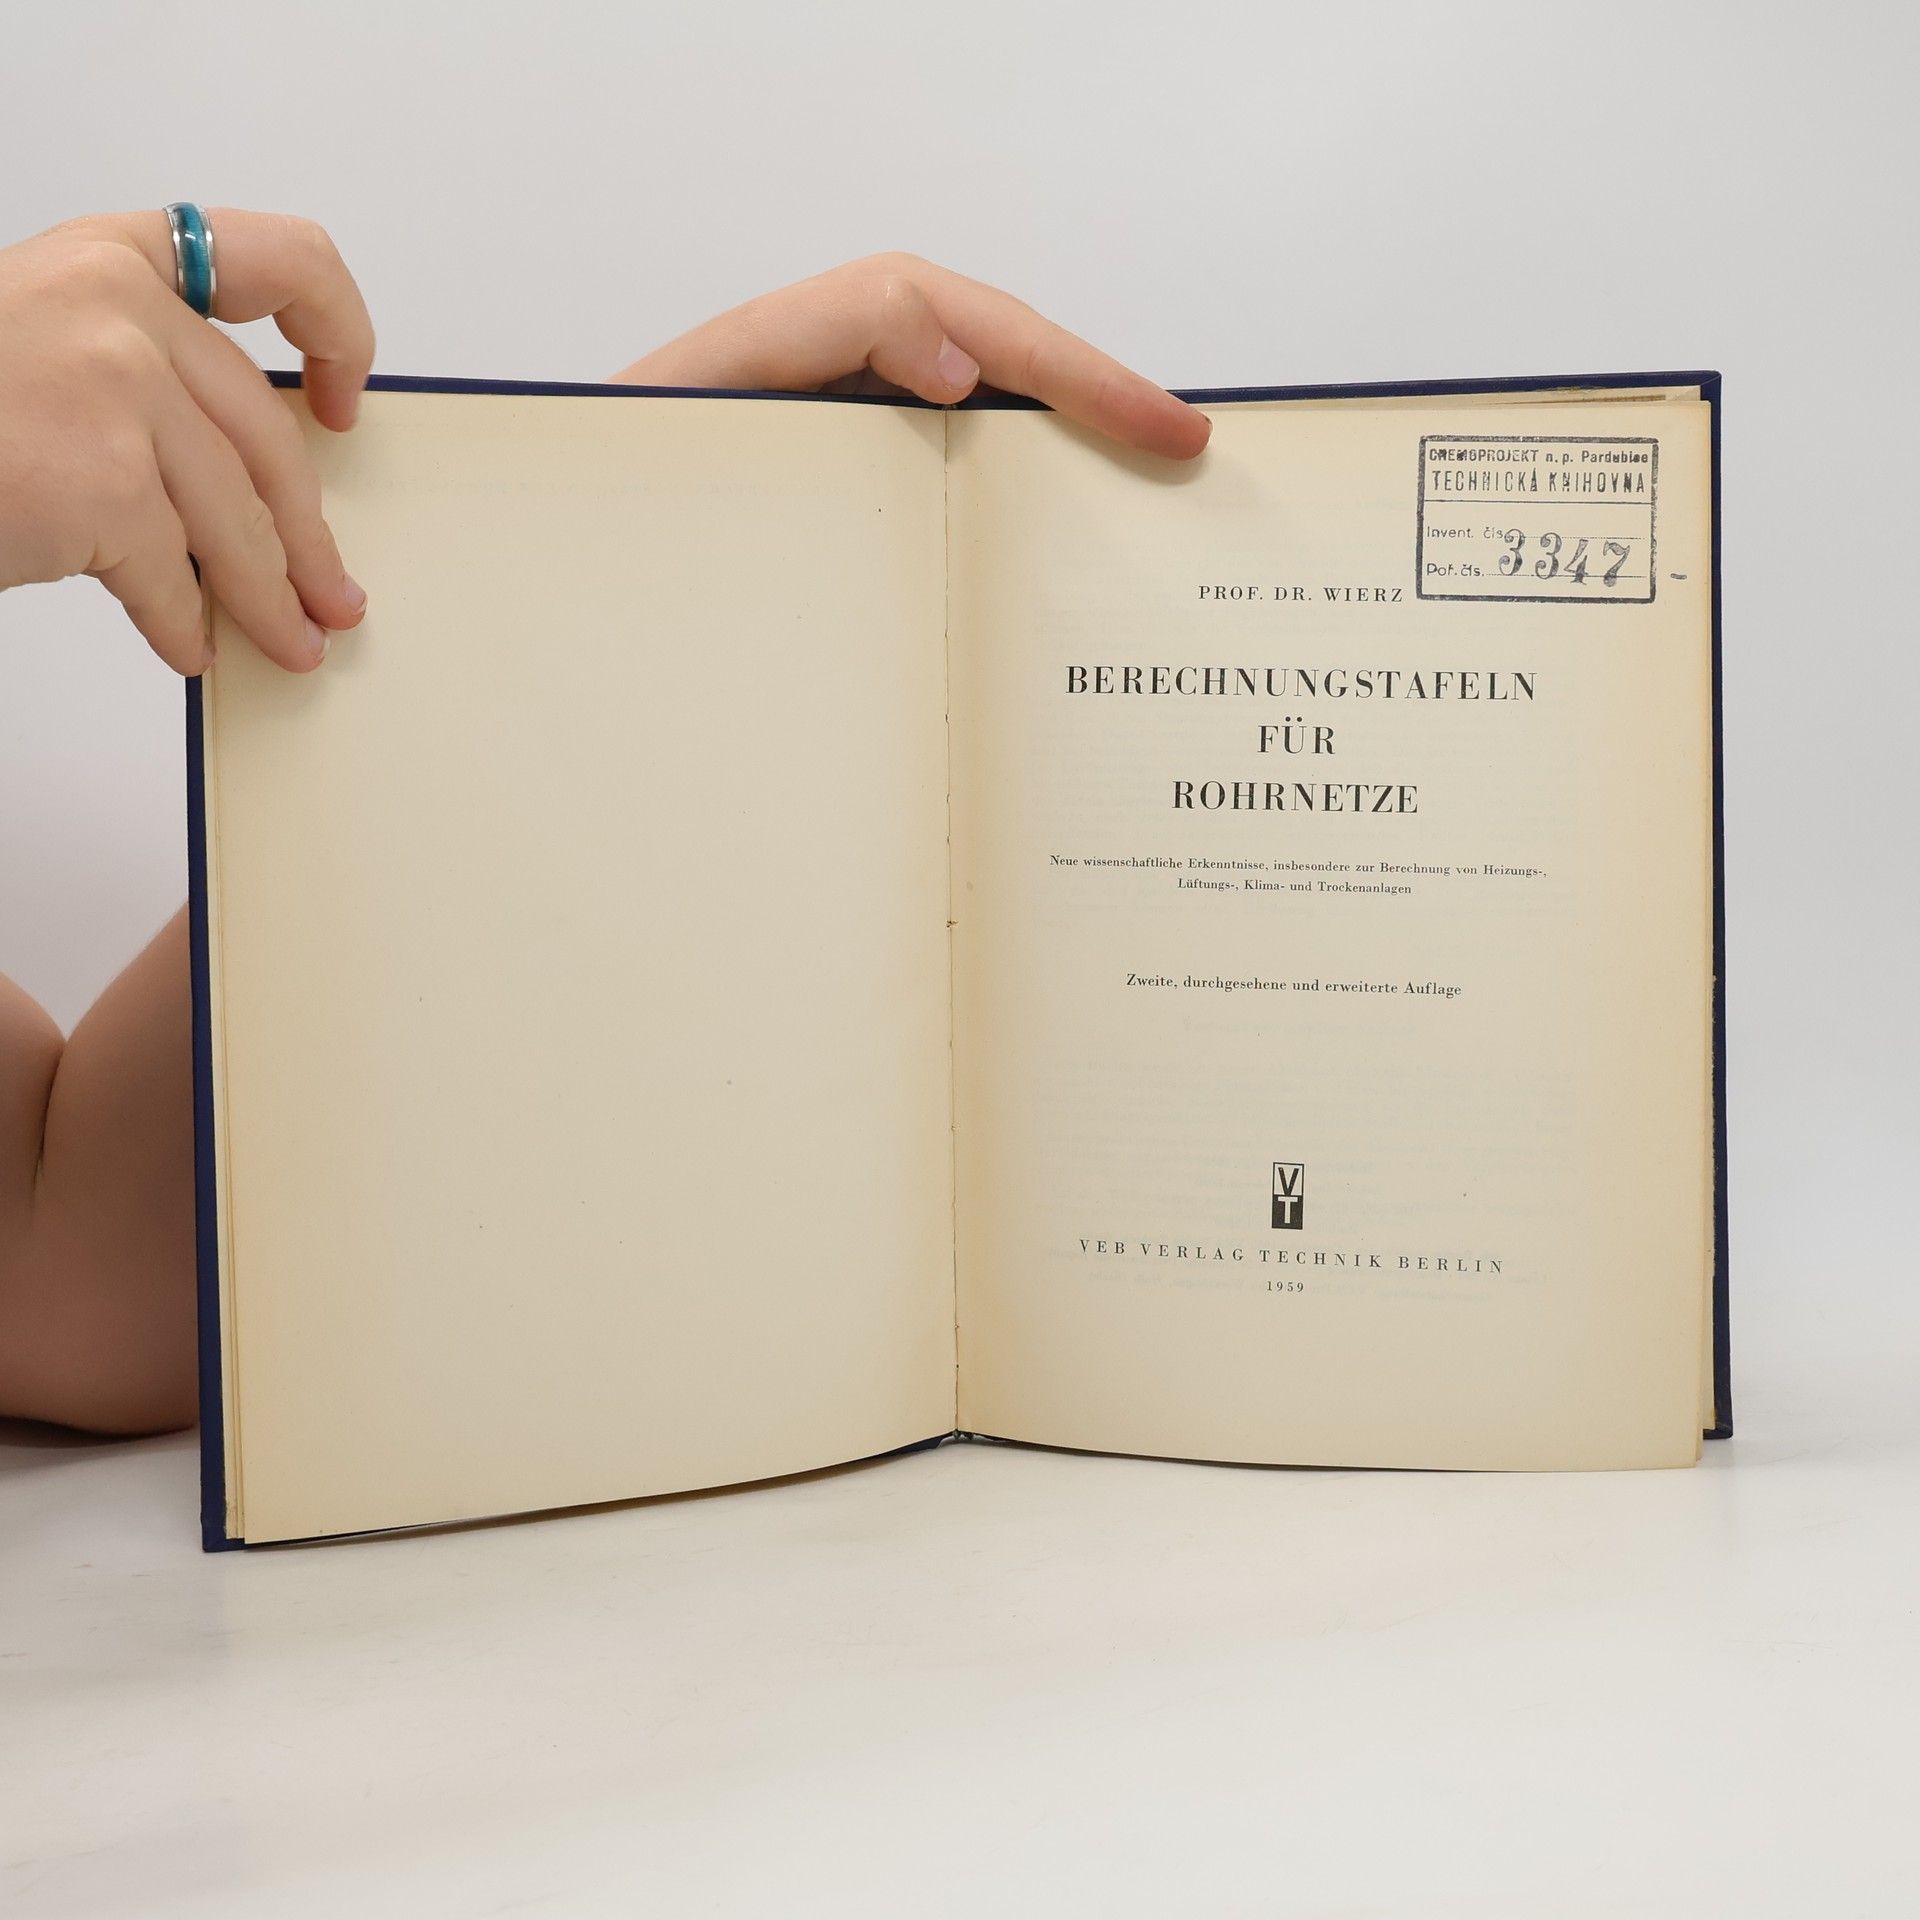 CHEMOPROJEKT n. p. Pardubice
TECHNICKÁ KNIHOVNA
Invent. čís.
Poř. čís. 3347
PROF. DR. WIERZ
BERECHNUNGSTAFELN
FÜR
ROHRNETZE
Neue wissenschaftliche Erkenntnisse, insbesondere zur Berechnung von Heizungs-,
Lüftungs-, Klima- und Trockenanlagen
Zweite, durchgesehene und erweiterte Auflage
V
T
VEB VERLAG TECHNIK BERLIN
1959